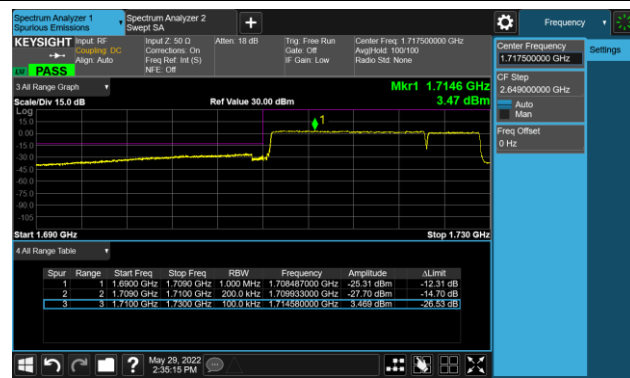 Spectrum Analyzer 1
Spurious Emissions
Spectrum Analyzer 2
Swept SA
Frequency
KEYSIGHT
Input: RF
Coupling: DC
Align: Auto
Input Z: 50 Ω
Corrections: On
Freq Ref: Int (S)
NFE: Off
Atten: 18 dB
Trig: Free Run
Gate: Off
IF Gain: Low
Center Freq: 1.717500000 GHz
Avg|Hold: 100/100
Radio Std: None
PASS
Center Frequency
1.717500000 GHz
Settings
CF Step
2.649000000 GHz
Auto
Man
Freq Offset
0 Hz
3 All Range Graph
Mkr1 1.7146 GHz
3.47 dBm
Scale/Div 15.0 dB
Ref Value 30.00 dBm
Log
15.0
0.00
-15.0
-30.0
-45.0
-60.0
-75.0
-90.0
-105
1
Start 1.690 GHz
Stop 1.730 GHz
4 All Range Table
Spur Range Start Freq Stop Freq RBW Frequency Amplitude ΔLimit
1 1 1.6900 GHz 1.7090 GHz 1.000 MHz 1.708487000 GHz -25.31 dBm -12.31 dB
2 2 1.7090 GHz 1.7100 GHz 200.0 kHz 1.709933000 GHz -27.70 dBm -14.70 dB
3 3 1.7100 GHz 1.7300 GHz 100.0 kHz 1.714580000 GHz 3.469 dBm -26.53 dB
?
May 29, 2022
2:35:15 PM